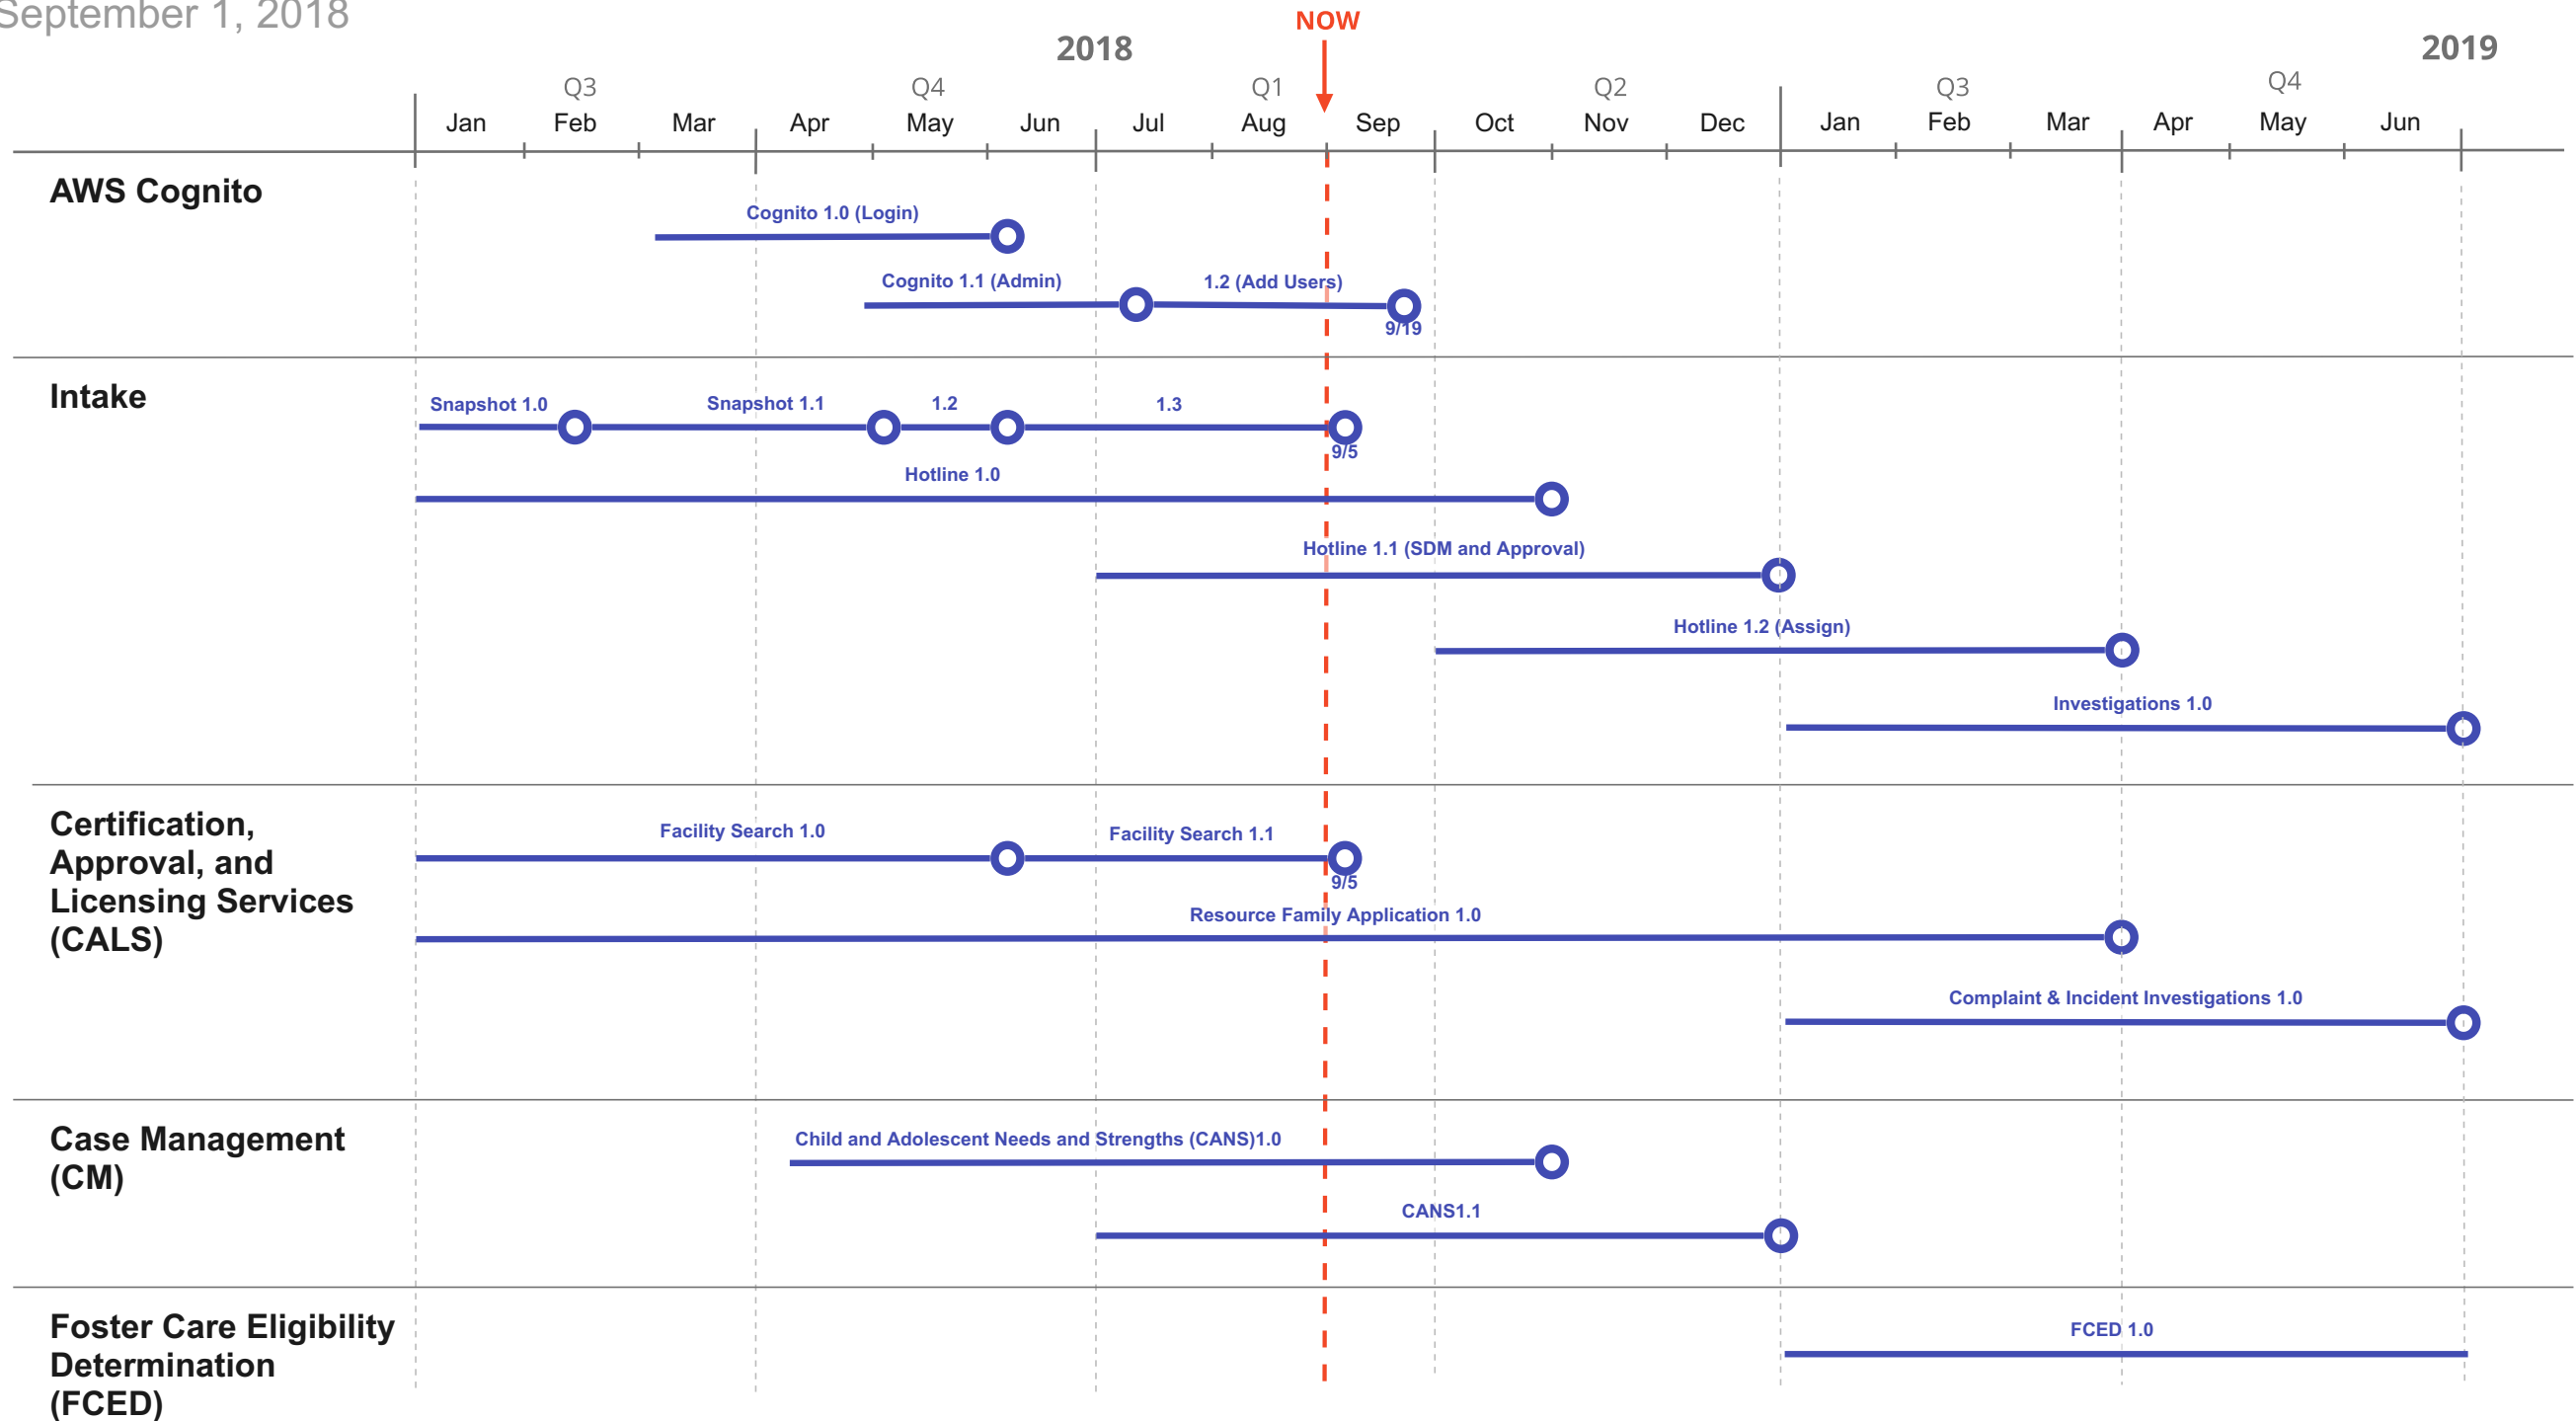 September 1, 2018
NOW
2018
2019
Q3
Q4
Q1
Q2
Q3
Q4
Jan
Feb
Mar
Apr
May
Jun
Jul
Aug
Sep
Oct
Nov
Dec
Jan
Feb
Mar
Apr
May
Jun
AWS Cognito
Cognito 1.0 (Login)
Cognito 1.1 (Admin)
1.2 (Add Users)
9/19
Intake
Snapshot 1.0
Snapshot 1.1
1.2
1.3
9/5
Hotline 1.0
Hotline 1.1 (SDM and Approval)
Hotline 1.2 (Assign)
Investigations 1.0
Certification,
Approval, and
Licensing Services
(CALS)
Facility Search 1.0
Facility Search 1.1
9/5
Resource Family Application 1.0
Complaint & Incident Investigations 1.0
Case Management
(CM)
Child and Adolescent Needs and Strengths (CANS)1.0
CANS1.1
Foster Care Eligibility
Determination
(FCED)
FCED 1.0